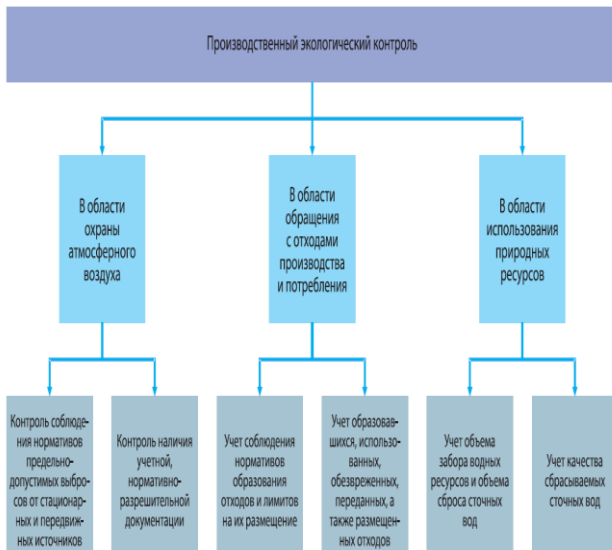 Производственный экологический контроль
В области
охраны
атмосферного
воздуха
В области
обращения
с отходами
производства
и потребления
В области
использования
природных
ресурсов
Контроль соблюде-
ния нормативов
предельно-
допустимых выбро-
сов от стационар-
ных и передвиж-
ных источников
Контроль наличия
учетной,
нормативно-
разрешительной
документации
Учет соблюдения
нормативов
образования
отходов и лимитов
на их размещение
Учет образовав-
шихся, использо-
ванных,
обезвреженных,
переданных, а
также размещен-
ных отходов
Учет объема
забора водных
ресурсов и объема
сброса сточных
вод
Учет качества
сбрасываемых
сточных вод